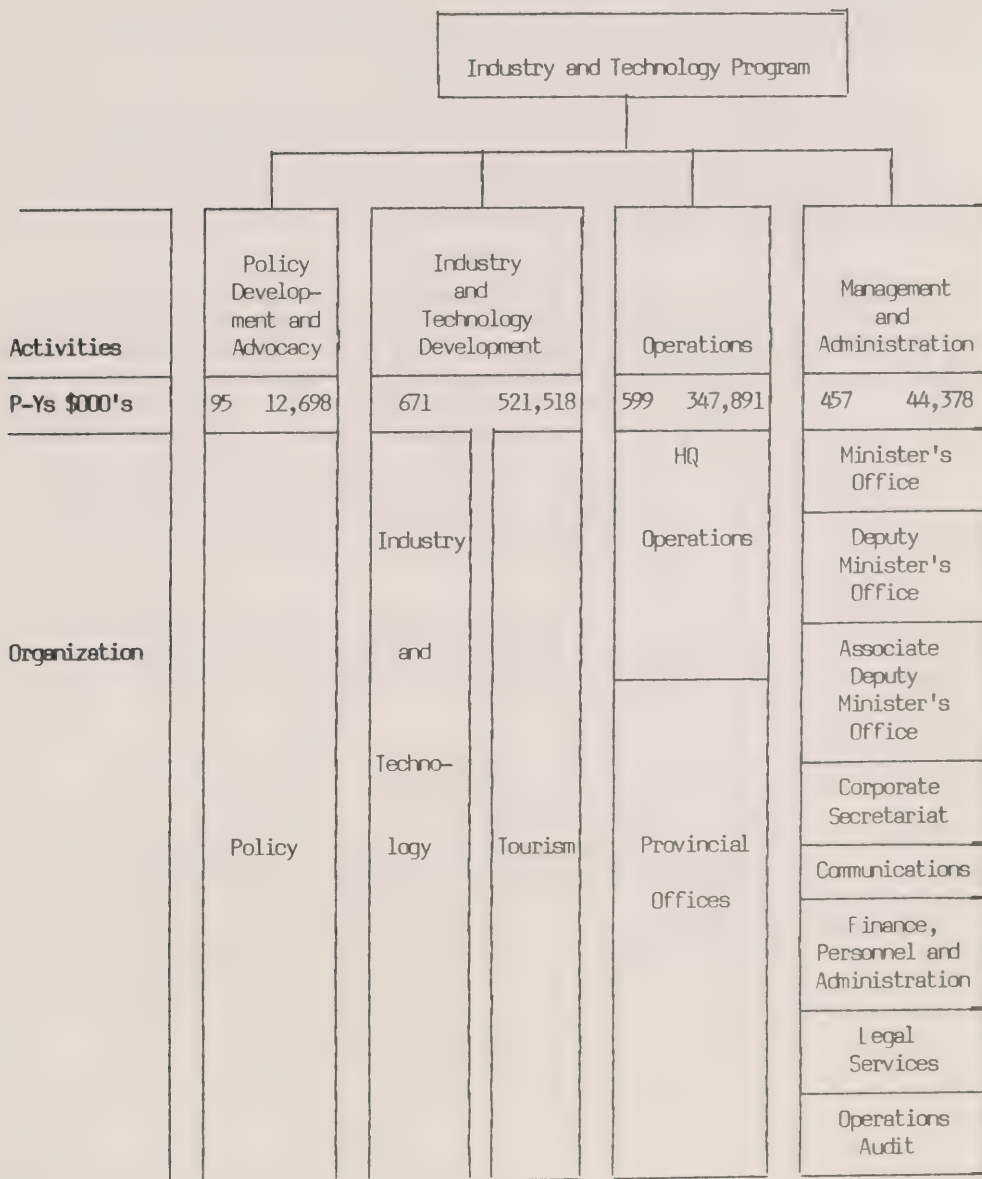 Industry and Technology Program
Activities
Policy
Develop-
ment and
Advocacy
Industry
and
Technology
Development
Operations
Management
and
Administration
P-Ys $000's
95 12,698
671 521,518
599 347,891
457 44,378
Organization
Policy
Industry
and
Techno-
logy
Tourism
HQ
Operations
Provincial
Offices
Minister's
Office
Deputy
Minister's
Office
Associate
Deputy
Minister's
Office
Corporate
Secretariat
Communications
Finance,
Personnel and
Administration
Legal
Services
Operations
Audit